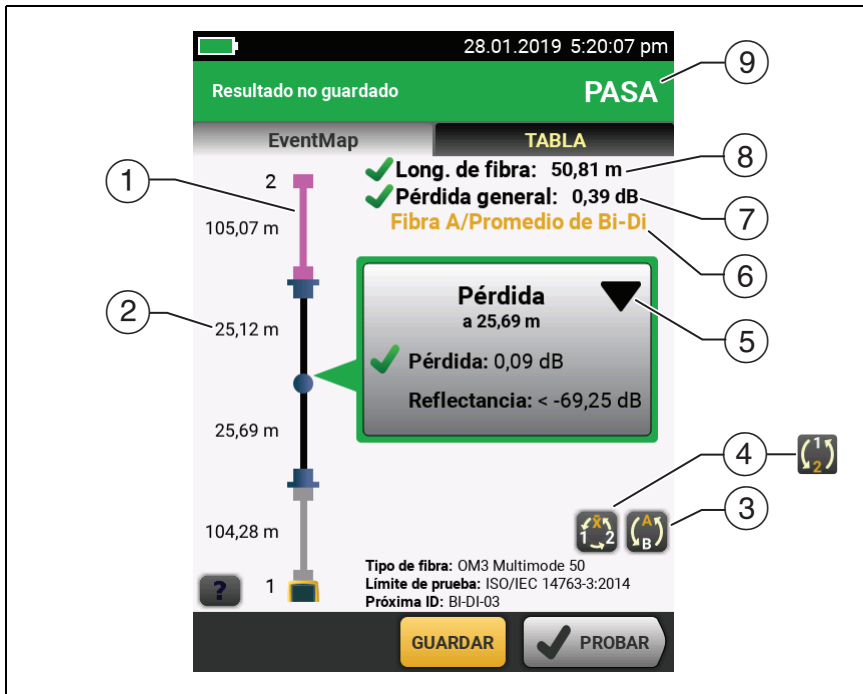 28.01.2019 5:20:07 pm
Resultado no guardado
PASA
9
EventMap
TABLA
1
2
Long. de fibra: 50,81 m
8
Pérdida general: 0,39 dB
7
105,07 m
Fibra A/Promedio de Bi-Di
6
2
25,12 m
Pérdida
a 25,69 m
5
Pérdida: 0,09 dB
Reflectancia: < -69,25 dB
25,69 m
4
1
2
3
104,28 m
1 x̄ 2
A
B
Tipo de fibra: OM3 Multimode 50
Límite de prueba: ISO/IEC 14763-3:2014
Próxima ID: BI-DI-03
?
1
GUARDAR
PROBAR